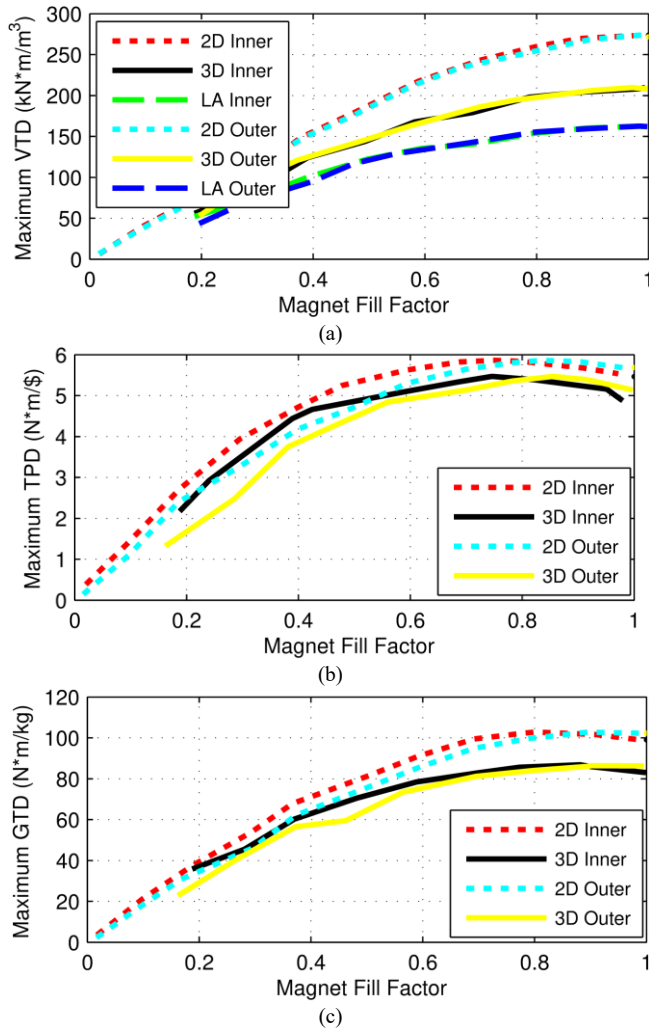 300
250
200
150
100
50
0
Maximum VTD (kN*m/m³)
2D Inner
3D Inner
LA Inner
2D Outer
3D Outer
LA Outer
0 0.2 0.4 0.6 0.8 1
Magnet Fill Factor
(a)
6
5
4
3
2
1
0
Maximum TPD (N*m/$)
2D Inner
3D Inner
2D Outer
3D Outer
0 0.2 0.4 0.6 0.8 1
Magnet Fill Factor
(b)
120
100
80
60
40
20
0
Maximum GTD (N*m/kg)
2D Inner
3D Inner
2D Outer
3D Outer
0 0.2 0.4 0.6 0.8 1
Magnet Fill Factor
(c)